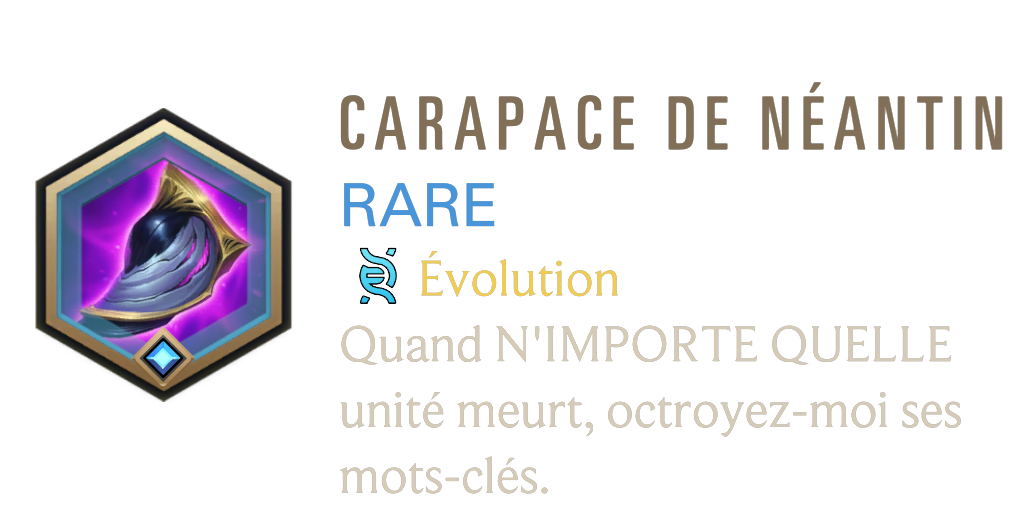 CARAPACE DE NÉANTIN
RARE
Évolution
Quand N'IMPORTE QUELLE
unité meurt, octroyez-moi ses
mots-clés.